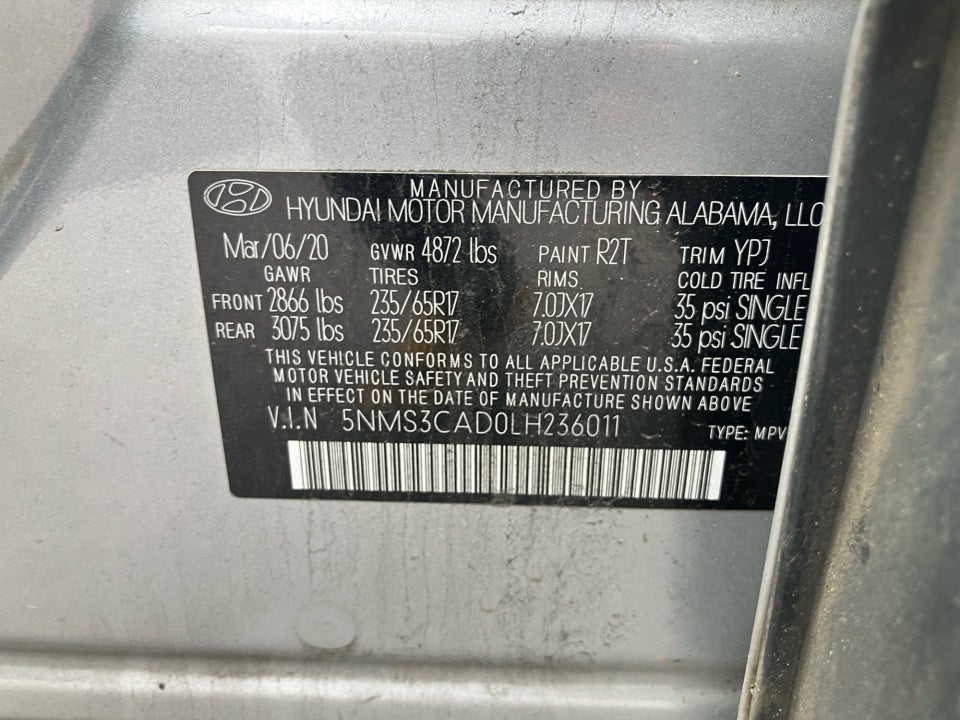 MANUFACTURED BY
HYUNDAI MOTOR MANUFACTURING ALABAMA, LLC
Mar/06/20 GVWR 4872 lbs PAINT R2T TRIM YPJ
GAWR TIRES RIMS COLD TIRE INFL
FRONT 2866 lbs 235/65R17 7.0JX17 35 psi SINGLE
REAR 3075 lbs 235/65R17 7.0JX17 35 psi SINGLE
THIS VEHICLE CONFORMS TO ALL APPLICABLE U.S.A. FEDERAL
MOTOR VEHICLE SAFETY AND THEFT PREVENTION STANDARDS
IN EFFECT ON THE DATE OF MANUFACTURE SHOWN ABOVE
V.I.N 5NMS3CAD0LH236011 TYPE: MPV